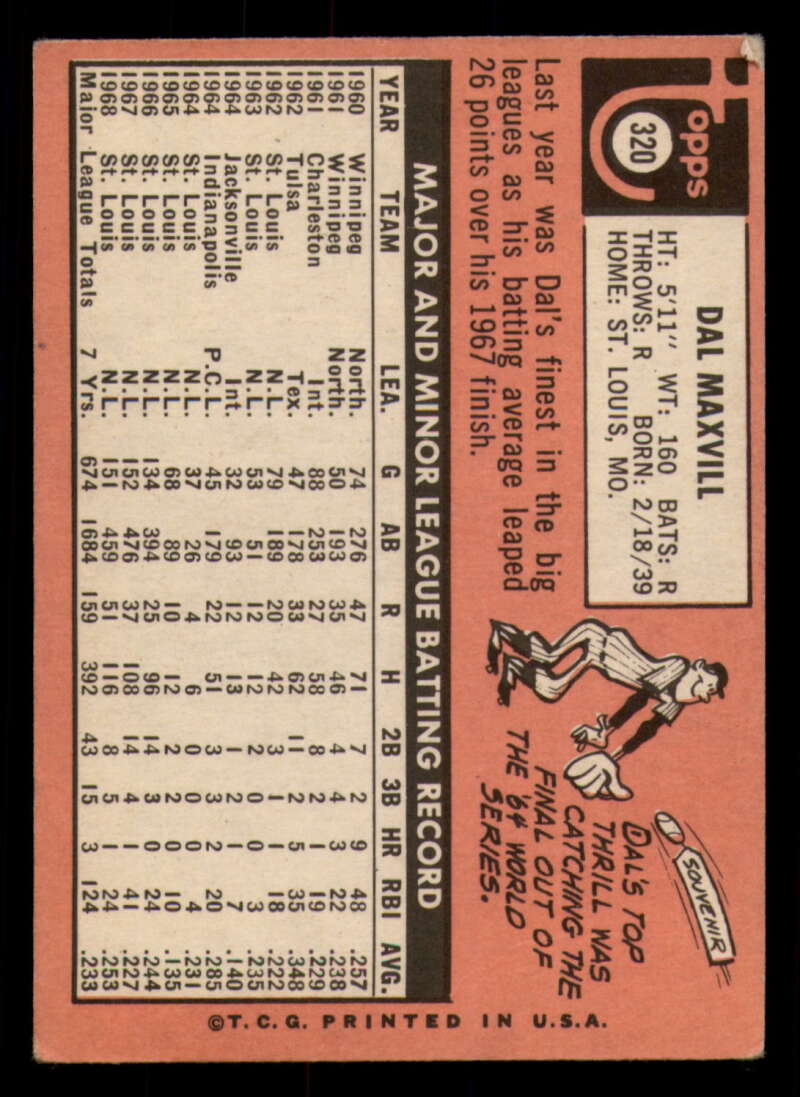 Topps
320
DAL MAXVILL
HT: 5'11" WT: 160 BATS: R
THROWS: R BORN: 2/18/39
HOME: ST. LOUIS, MO.
Last year was Dal's finest in the big
leagues as his batting average leaped
26 points over his 1967 finish.
SOUVENIR
DAL'S TOP
THRILL WAS
CATCHING THE
FINAL OUT OF
THE '64 WORLD
SERIES.
MAJOR AND MINOR LEAGUE BATTING RECORD
YEAR TEAM LEA. G AB R H 2B 3B HR RBI AVG.
1960 Winnipeg North. 74 276 47 71 7 2 9 48 .257
1961 Winnipeg North. 50 193 35 46 4 4 3 22 .238
1961 Charleston Int. 88 253 27 58 8 2 1 19 .229
1962 Tulsa Tex. 47 178 33 62 11 2 5 35 .348
1962 St. Louis N.L. 79 189 20 42 3 1 1 18 .222
1963 St. Louis N.L. 53 51 12 12 2 0 0 3 .235
1964 Jacksonville Int. 32 93 12 13 1 2 1 7 .140
1964 Indianapolis P.C.L. 45 179 22 51 3 3 2 20 .285
1964 St. Louis N.L. 37 26 4 6 0 0 0 4 .231
1965 St. Louis N.L. 68 89 10 12 2 2 0 10 .135
1966 St. Louis N.L. 134 394 25 96 14 3 0 24 .244
1967 St. Louis N.L. 152 476 37 108 14 4 1 41 .227
1968 St. Louis N.L. 151 459 51 116 8 5 1 24 .253
Major League Totals 7 Yrs. 674 1684 159 392 43 15 3 124 .233
©T.C.G. PRINTED IN U.S.A.